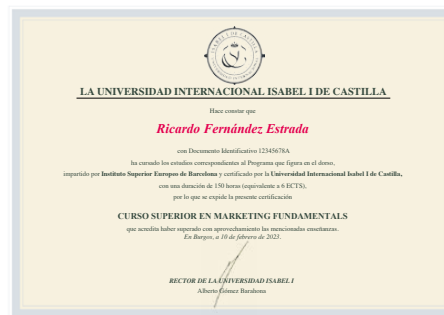 ISABEL I DE CASTILLA
LA UNIVERSIDAD INTERNACIONAL ISABEL I DE CASTILLA
Hace constar que
Ricardo Fernández Estrada
con Documento Identificativo 12345678A
ha cursado los estudios correspondientes al Programa que figura en el dorso,
impartido por Instituto Superior Europeo de Barcelona y certificado por la Universidad Internacional Isabel I de Castilla,
con una duración de 150 horas (equivalente a 6 ECTS),
por lo que se expide la presente certificación
CURSO SUPERIOR EN MARKETING FUNDAMENTALS
que acredita haber superado con aprovechamiento las mencionadas enseñanzas.
En Burgos, a 10 de febrero de 2023.
RECTOR DE LA UNIVERSIDAD ISABEL I
Alberto Gómez Barahona